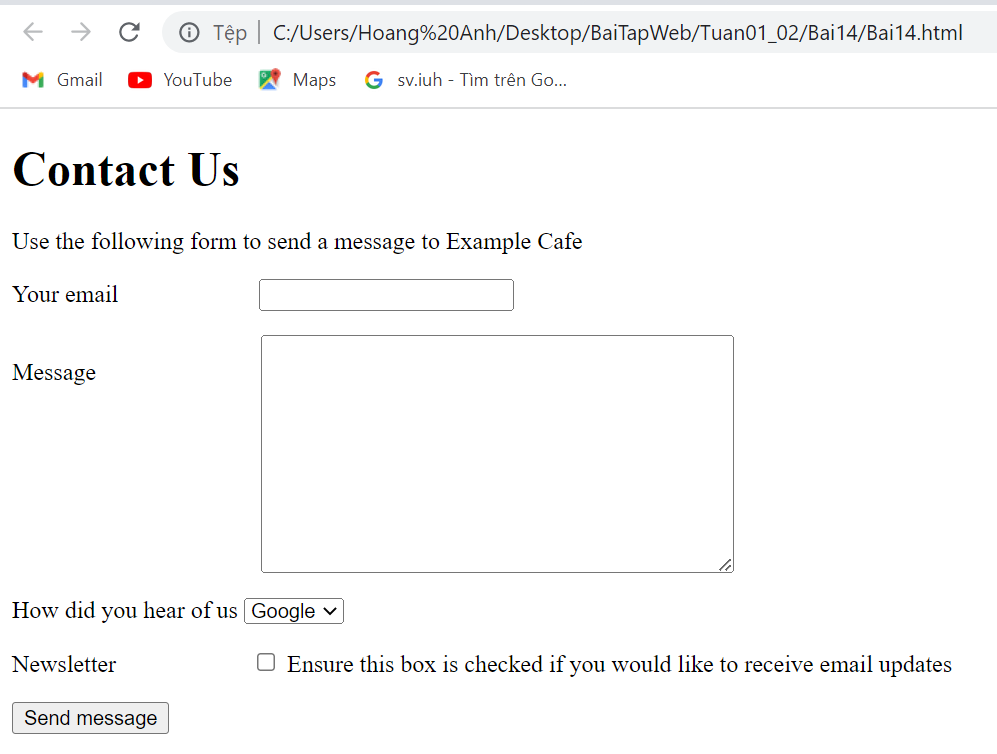 Tệp | C:/Users/Hoang%20Anh/Desktop/BaiTapWeb/Tuan01_02/Bai14/Bai14.html
Gmail YouTube Maps sv.iuh - Tìm trên Go...
Contact Us
Use the following form to send a message to Example Cafe
Your email
Message
How did you hear of us Google
Newsletter Ensure this box is checked if you would like to receive email updates
Send message